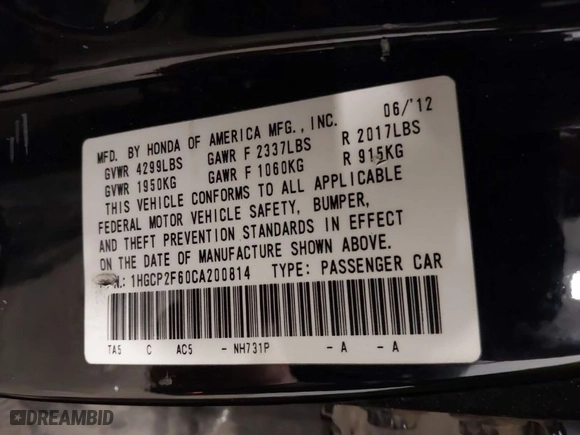 06/'12
MFD. BY HONDA OF AMERICA MFG., INC.
GVWR 4299LBS GAWR F 2337LBS R 2017LBS
GVWR 1950KG GAWR F 1060KG R 915KG
THIS VEHICLE CONFORMS TO ALL APPLICABLE
FEDERAL MOTOR VEHICLE SAFETY, BUMPER,
AND THEFT PREVENTION STANDARDS IN EFFECT
ON THE DATE OF MANUFACTURE SHOWN ABOVE.
.N.: 1HGCP2F60CA200814 TYPE: PASSENGER CAR
TA5 C AC5 - NH731P - A - A
DREAMBID